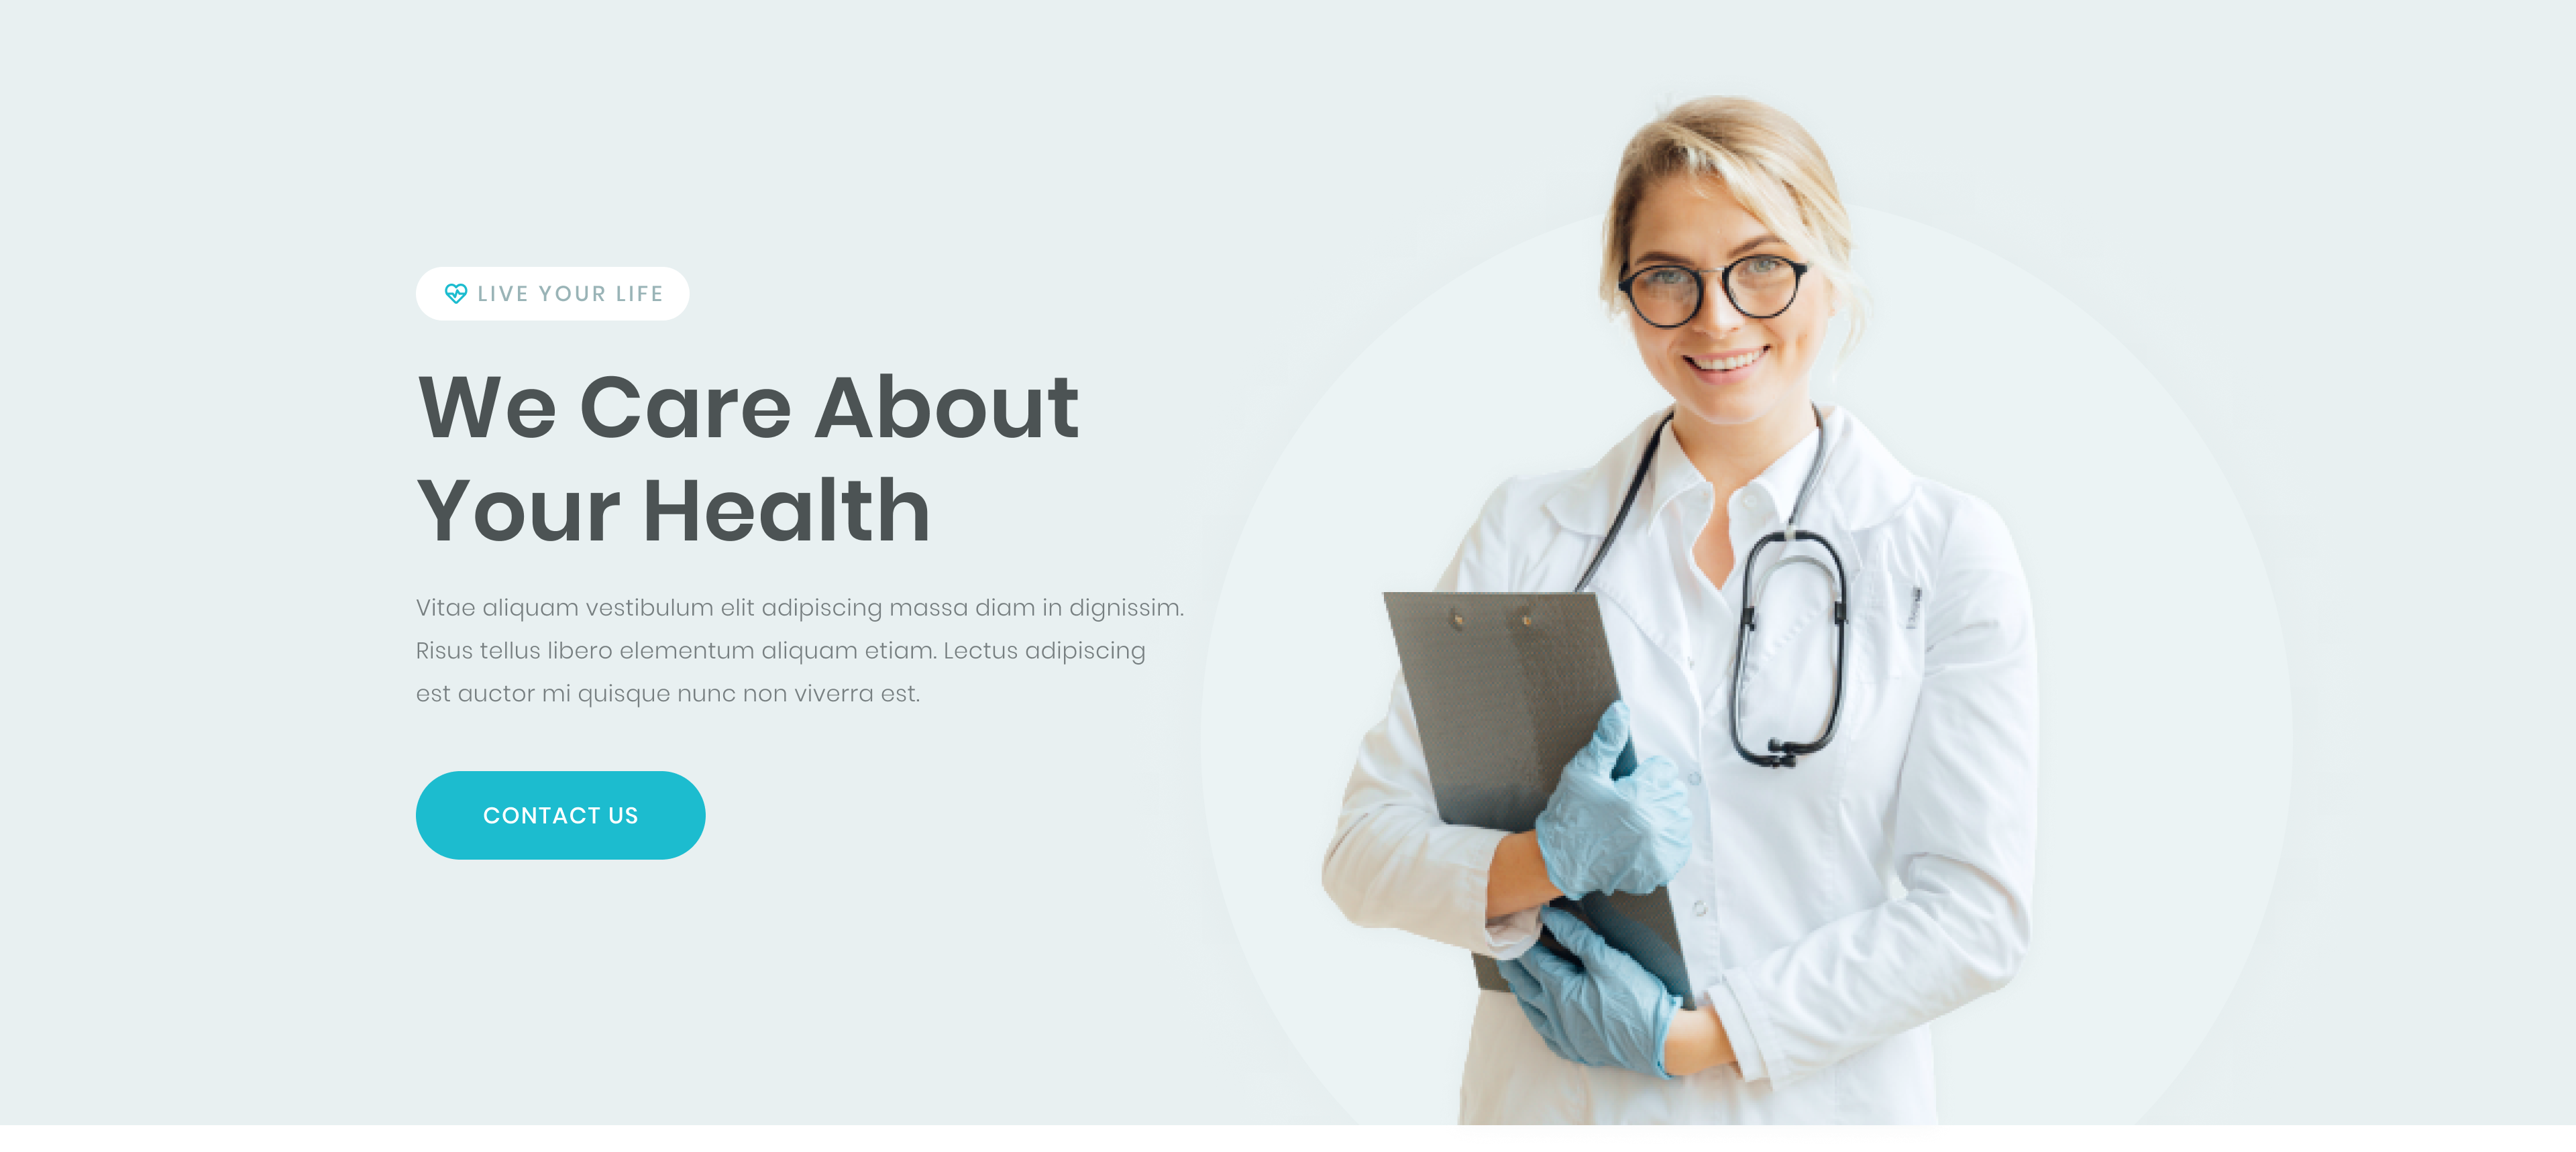 LIVE YOUR LIFE
We Care About
Your Health
Vitae aliquam vestibulum elit adipiscing massa diam in dignissim.
Risus tellus libero elementum aliquam etiam. Lectus adipiscing
est auctor mi quisque nunc non viverra est.
CONTACT US